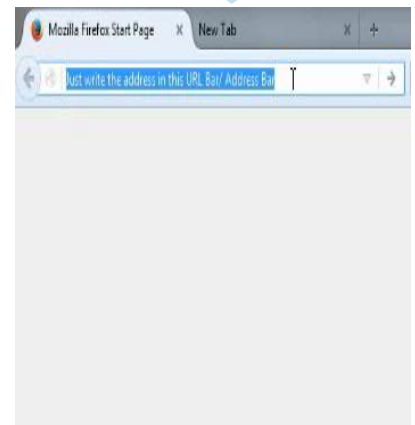 Mozilla Firefox Start Page New Tab
Just write the address in this URL Bar/ Address Bar